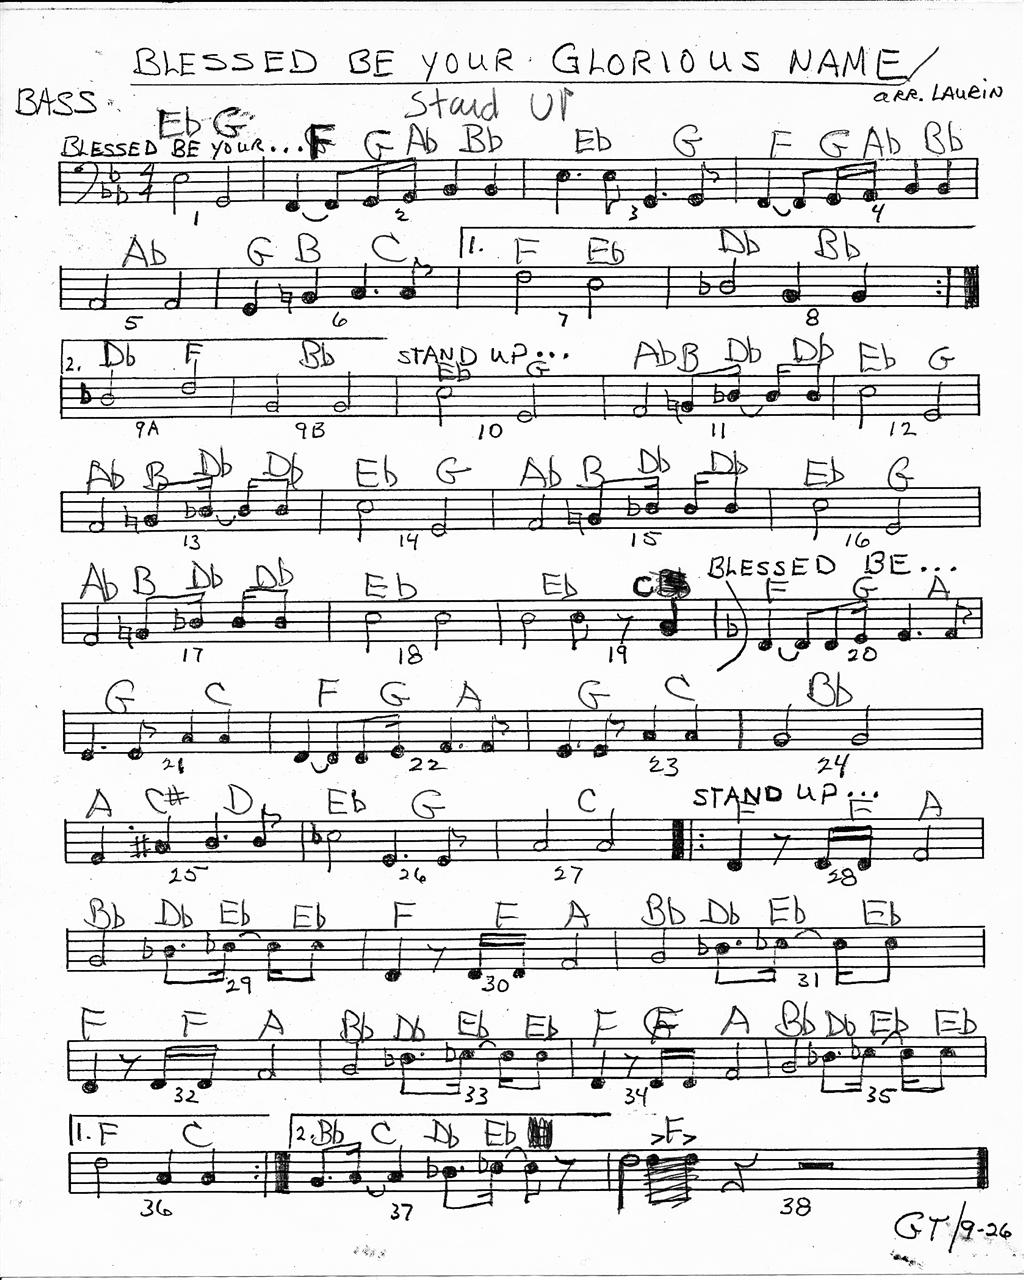 BLESSED BE YOUR GLORIOUS NAME
BASS Stand Up arr. LAURIN
Eb G
BLESSED BE YOUR... F G Ab Bb Eb G F G Ab Bb
4 4
1 2 3 4
Ab G B C 1. F Eb Db Bb
5 6 7 8
2. Db F Bb STAND UP... Eb G Ab B Db Db Eb G
9A 9B 10 11 12
Ab B Db Db Eb G Ab B Db Db Eb G
13 14 15 16
Ab B Db Db Eb Eb C BLESSED BE... F G A
17 18 19 20
G C F G A G C Bb
21 22 23 24
A C# D Eb G C STAND UP... F F A
25 26 27 28
Bb Db Eb Eb F F A Bb Db Eb Eb
29 30 31
F F A Bb Db Eb Eb F F A Bb Db Eb Eb
32 33 34 35
1. F C 2. Bb C Db Eb >F>
36 37 38
GT/9-26